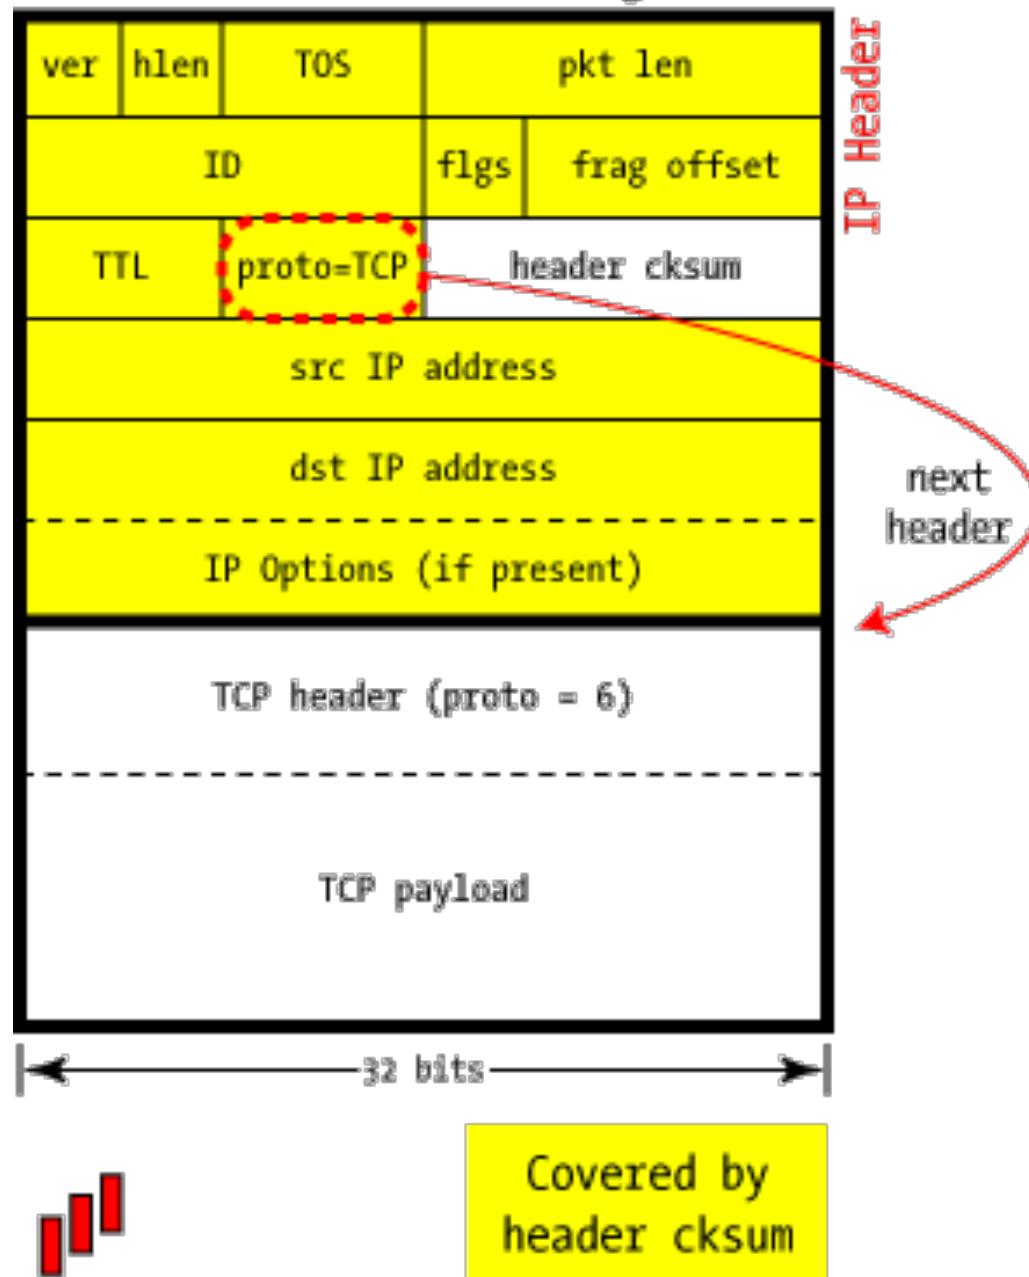 ver hlen TOS pkt len
ID flgs frag offset
TTL proto=TCP header cksum
src IP address
dst IP address
IP Options (if present)
IP Header
next
header
TCP header (proto = 6)
TCP payload
32 bits
Covered by
header cksum